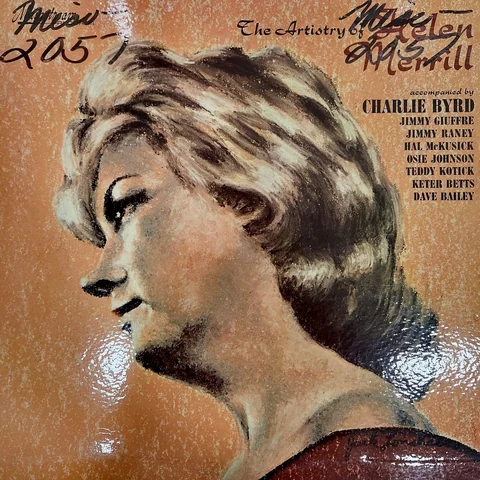 The Artistry of Helen
Merrill
205
accompanied by
CHARLIE BYRD
JIMMY GIUFFRE
JIMMY RANEY
HAL McKUSICK
OSIE JOHNSON
TEDDY KOTICK
KETER BETTS
DAVE BAILEY